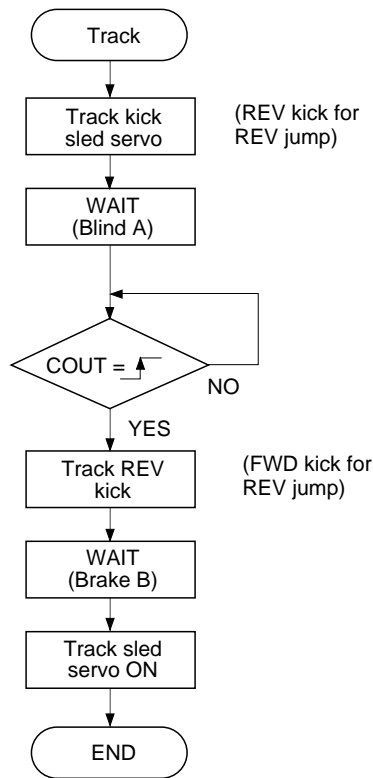 Track
Track kick
sled servo
(REV kick for
REV jump)
WAIT
(Blind A)
COUT =
NO
YES
Track REV
kick
(FWD kick for
REV jump)
WAIT
(Brake B)
Track sled
servo ON
END